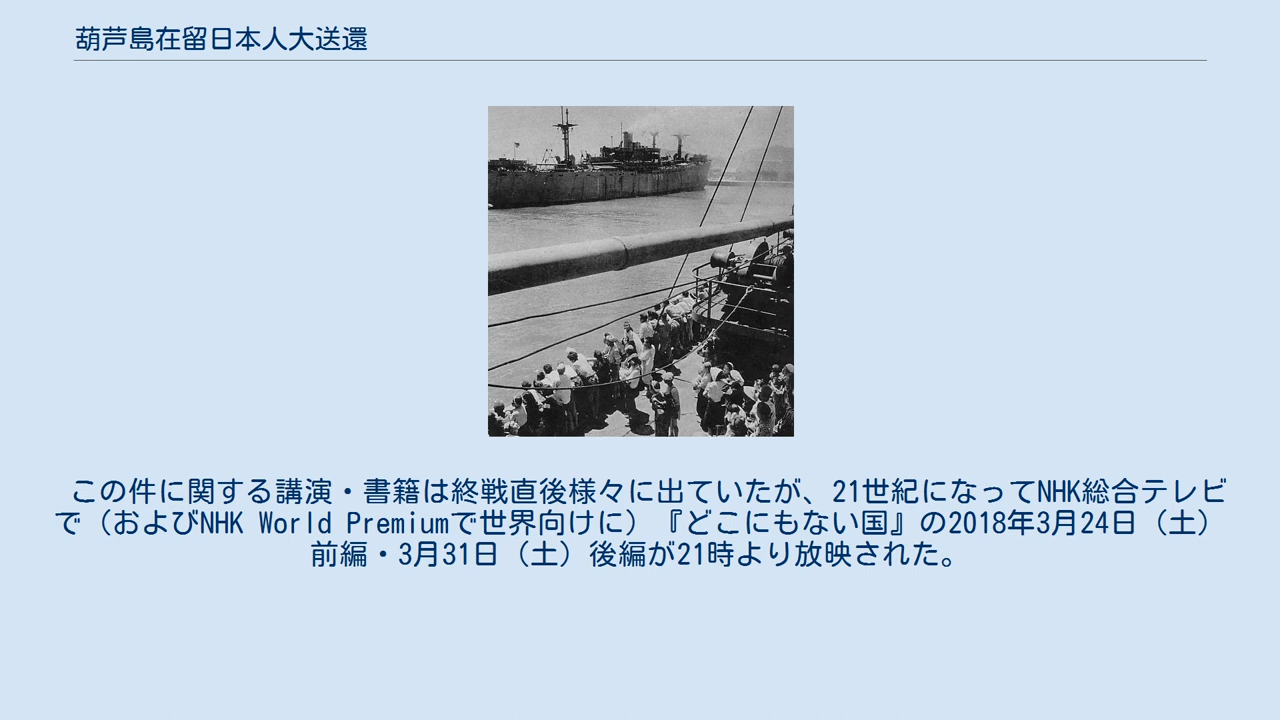 葫芦島在留日本人大送還
この件に関する講演・書籍は終戦直後様々に出ていたが、21世紀になってNHK総合テレビ
で（およびNHK World Premiumで世界向けに）『どこにもない国』の2018年3月24日（土）
前編・3月31日（土）後編が21時より放映された。